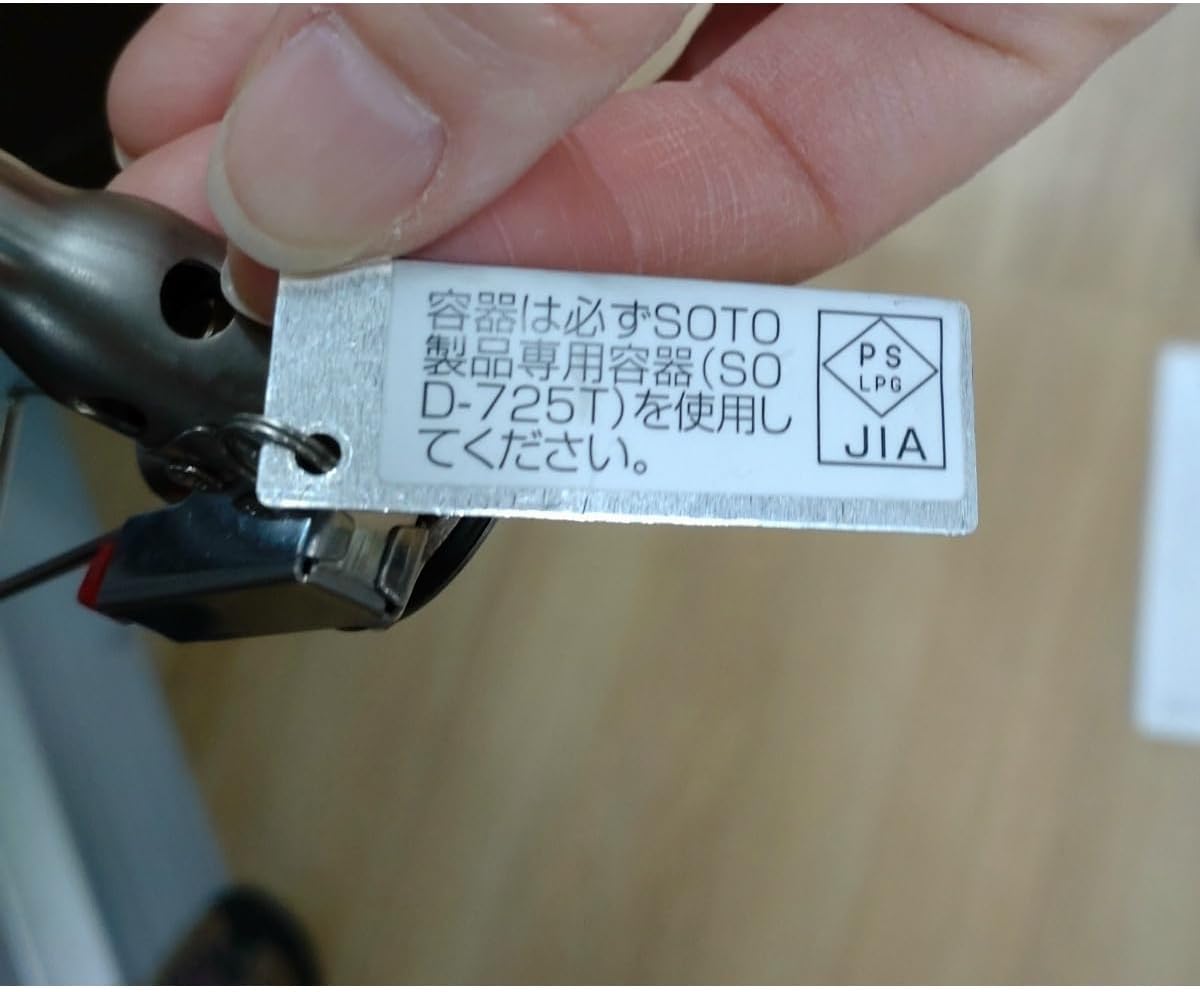 容器は必ずSOTO
製品専用容器(SO
D-725T)を使用し
てください。
PS
LPG
JIA